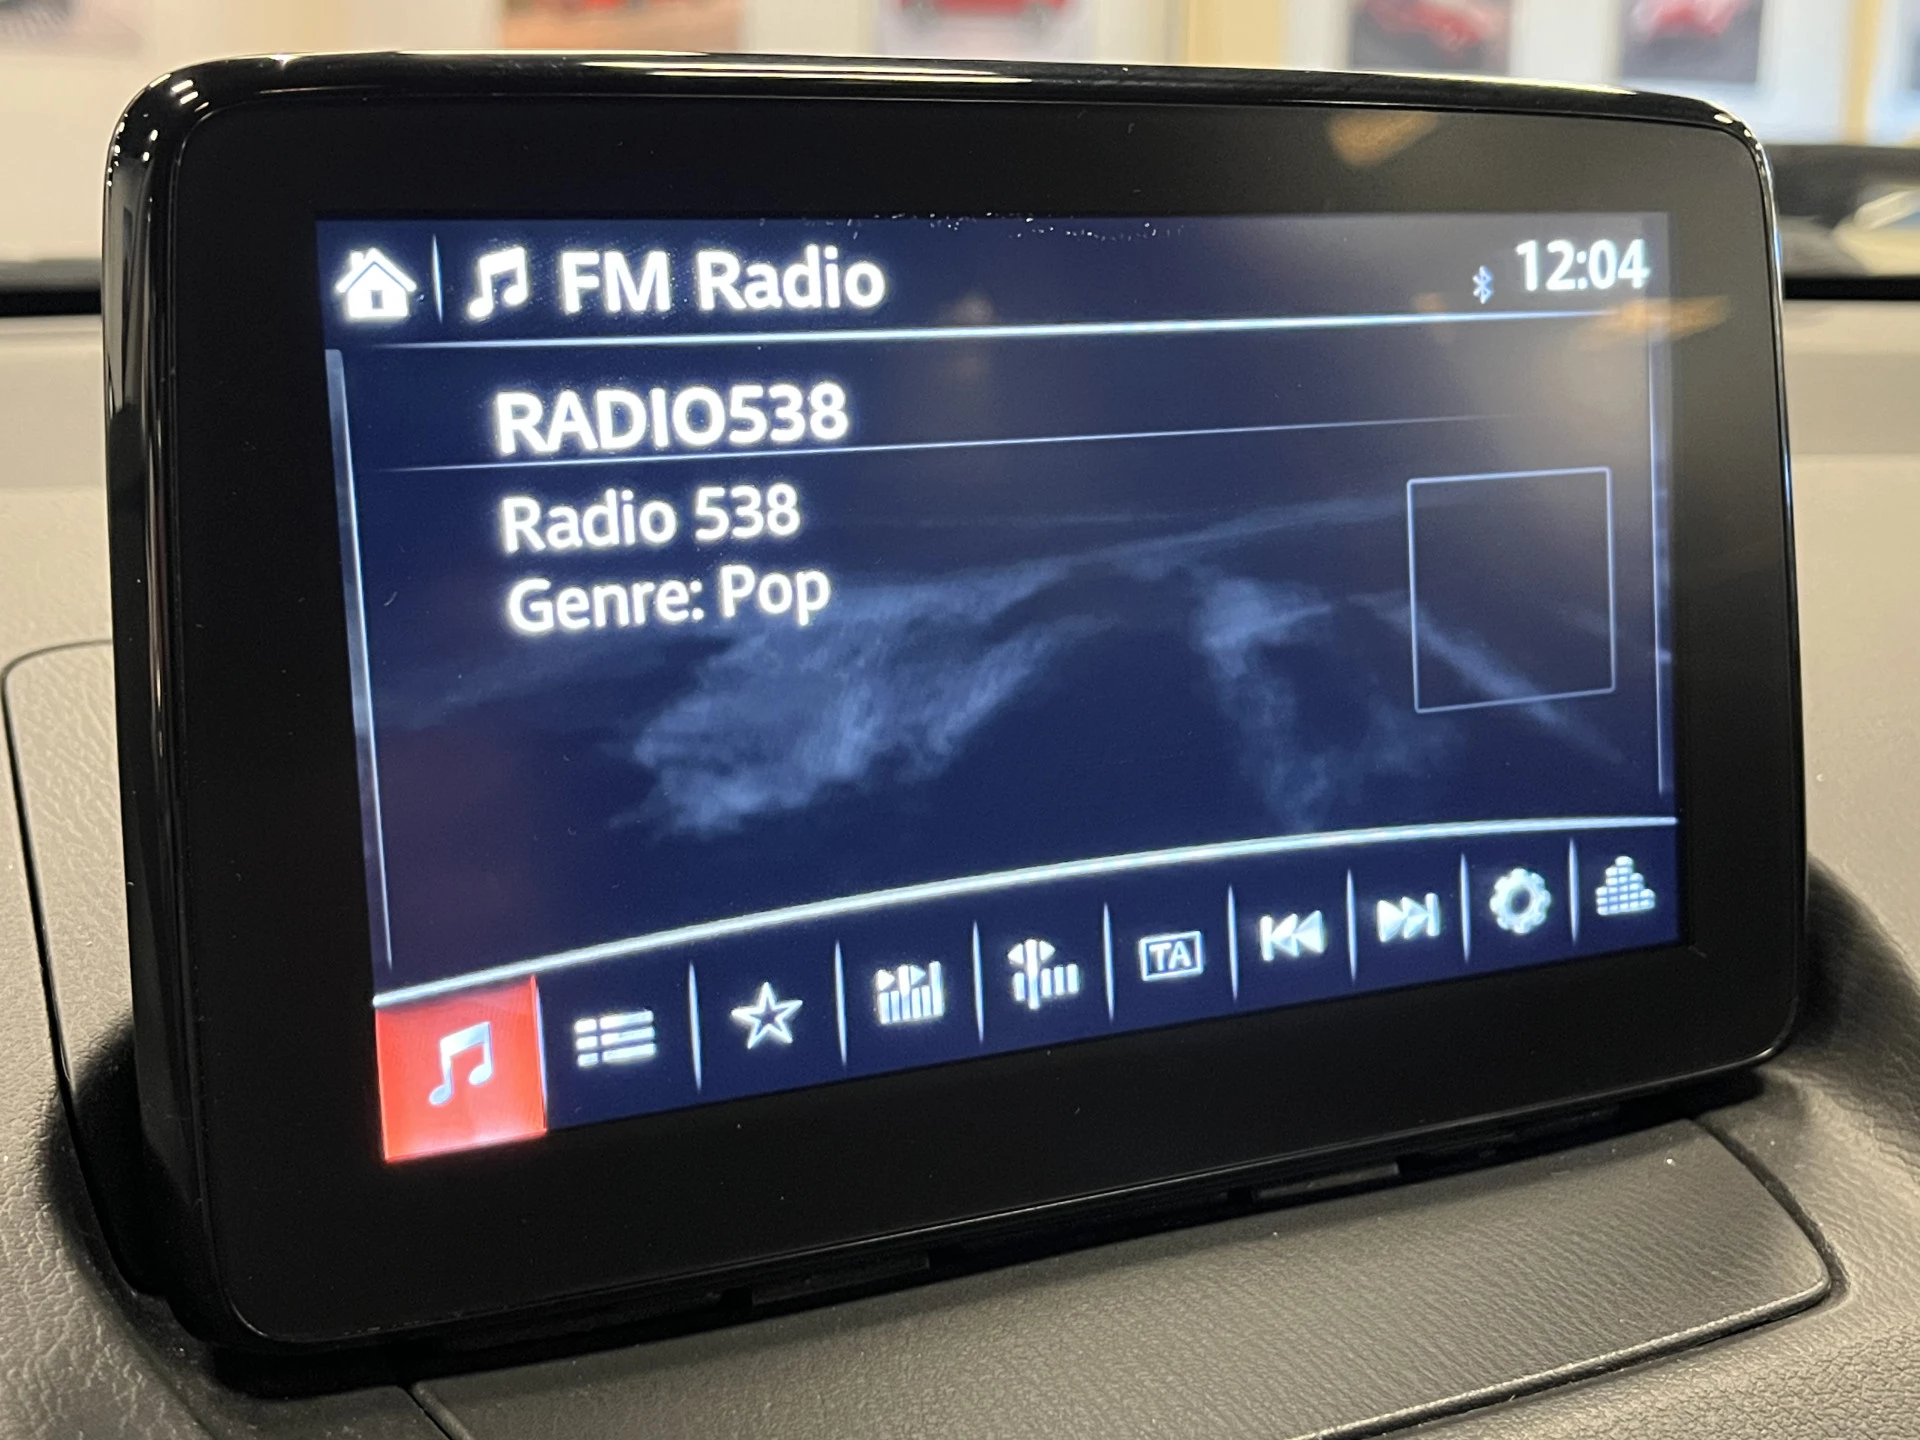 FM Radio
12:04
RADIO538
Radio 538
Genre: Pop
TA